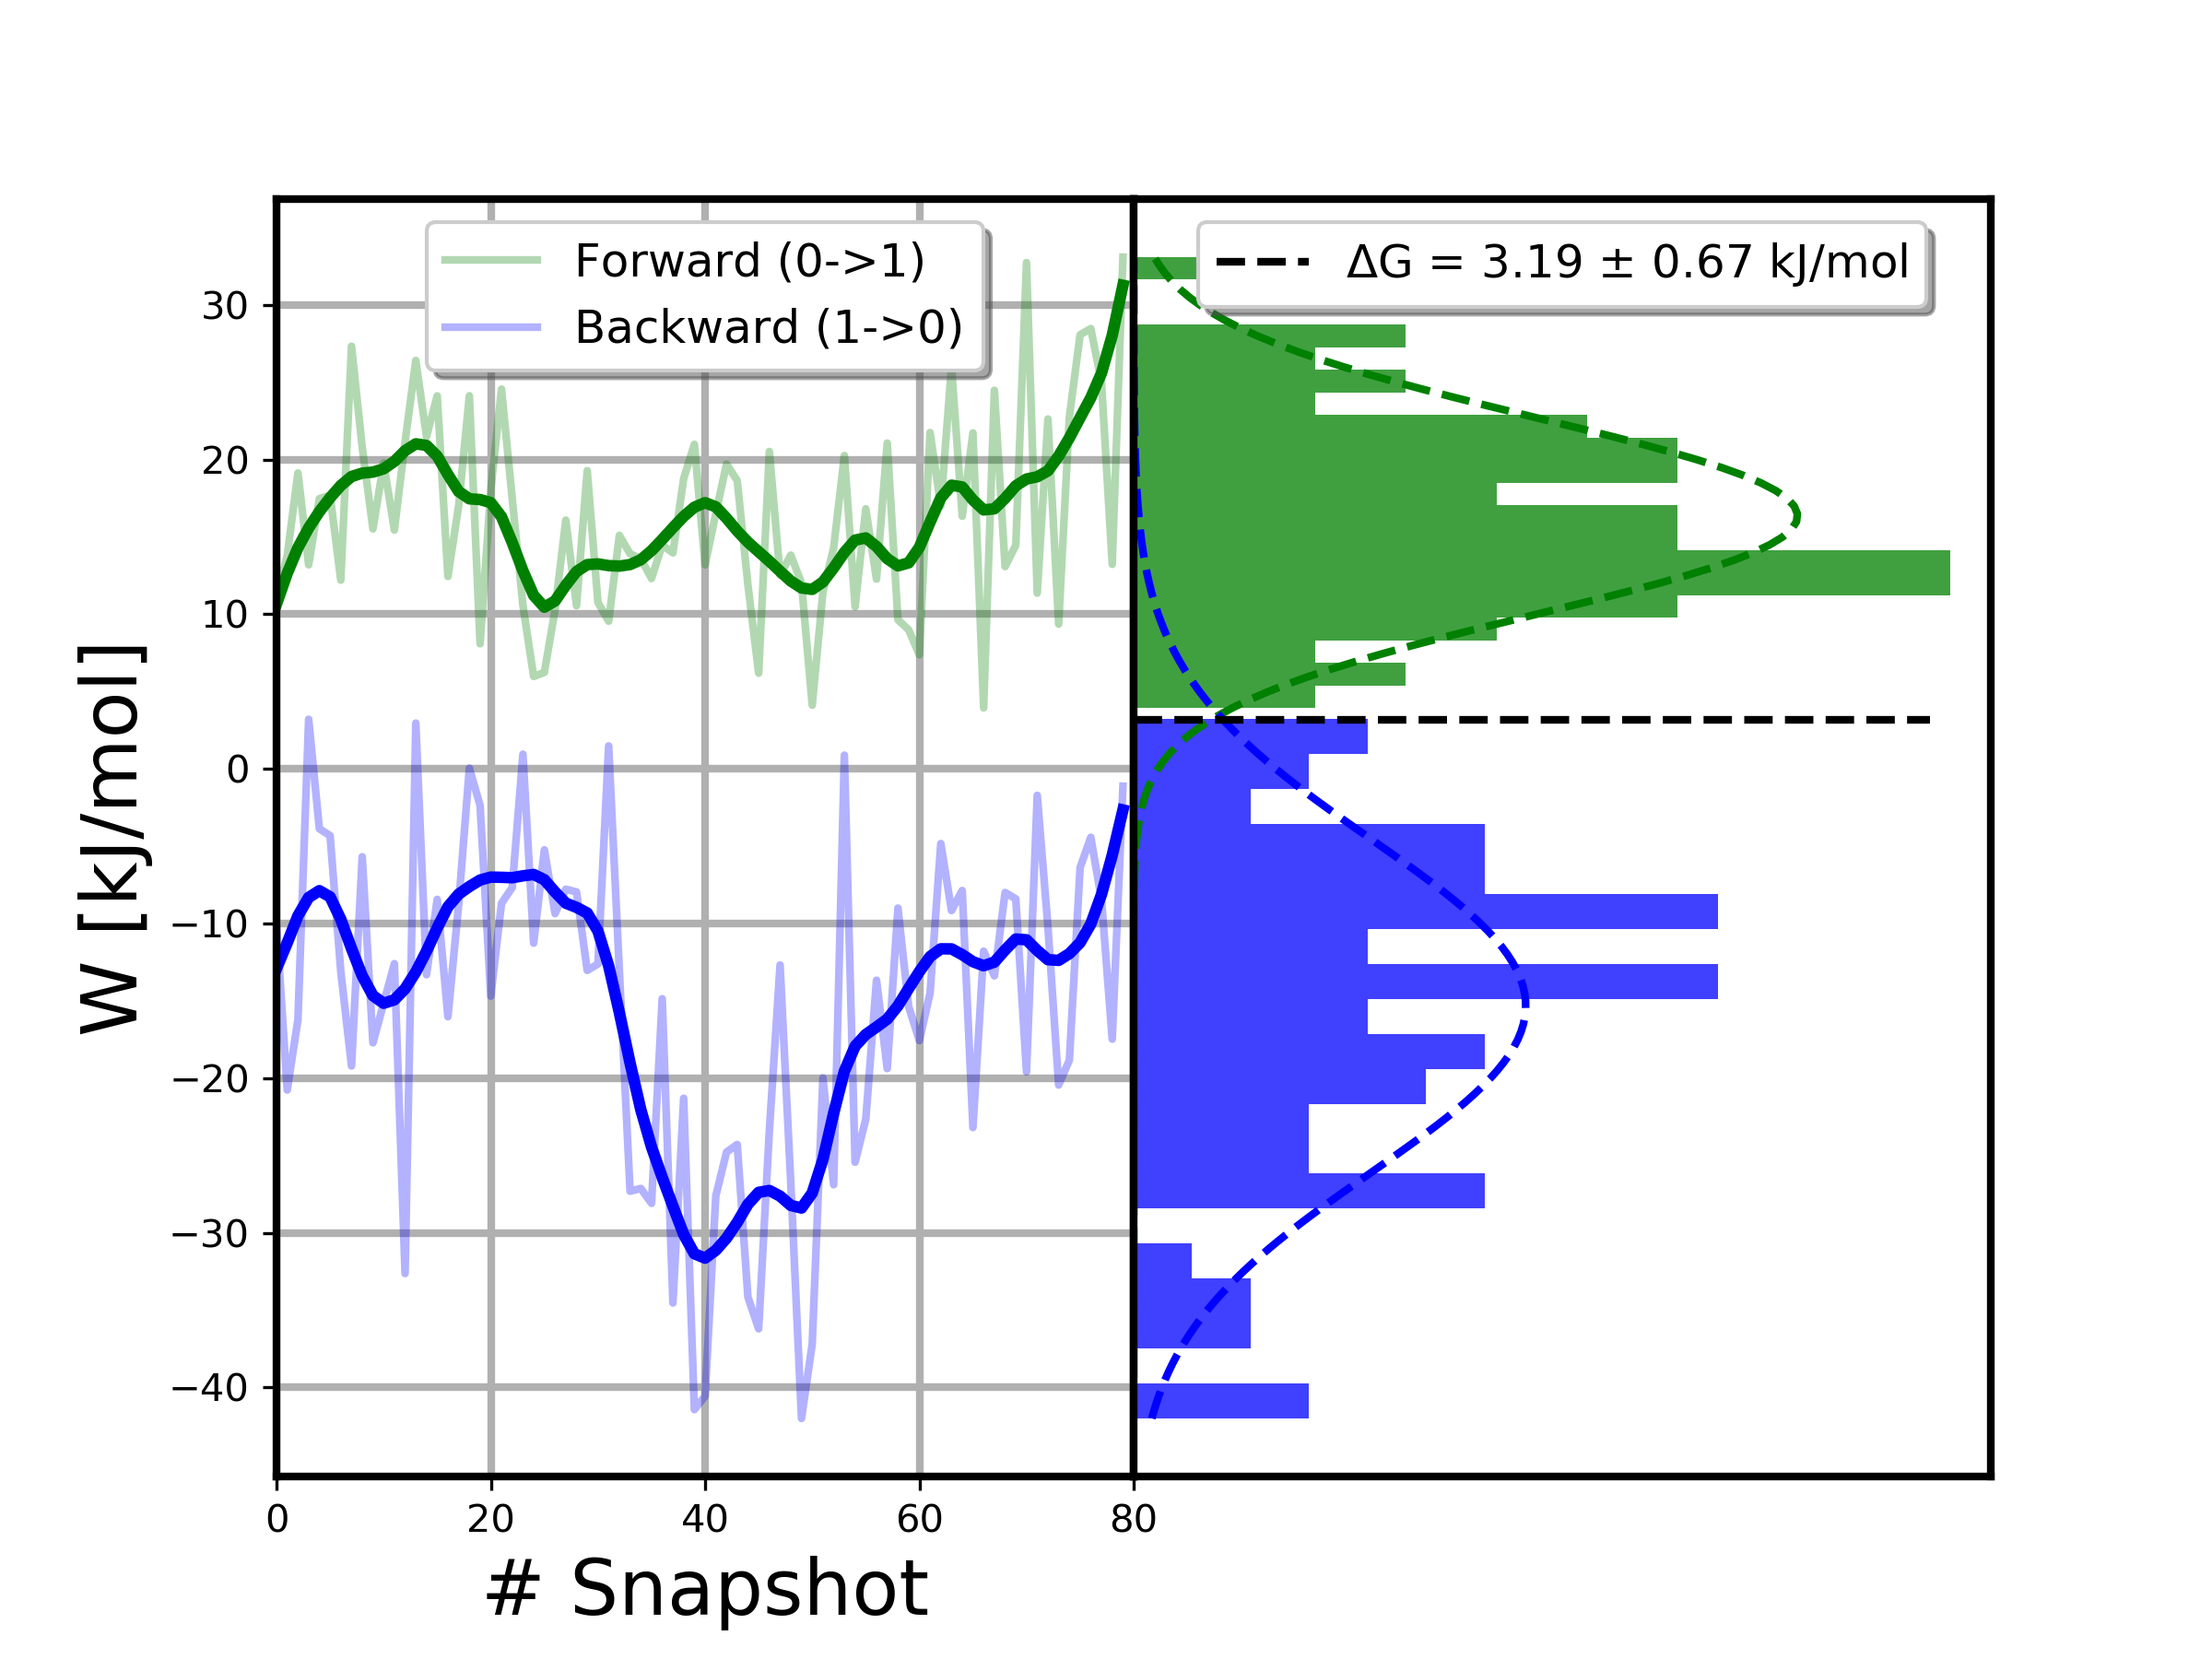 Forward (0->1)
Backward (1->0)
ΔG = 3.19 ± 0.67 kJ/mol
30
20
10
0
−10
−20
−30
−40
W [kJ/mol]
0
20
40
60
80
# Snapshot